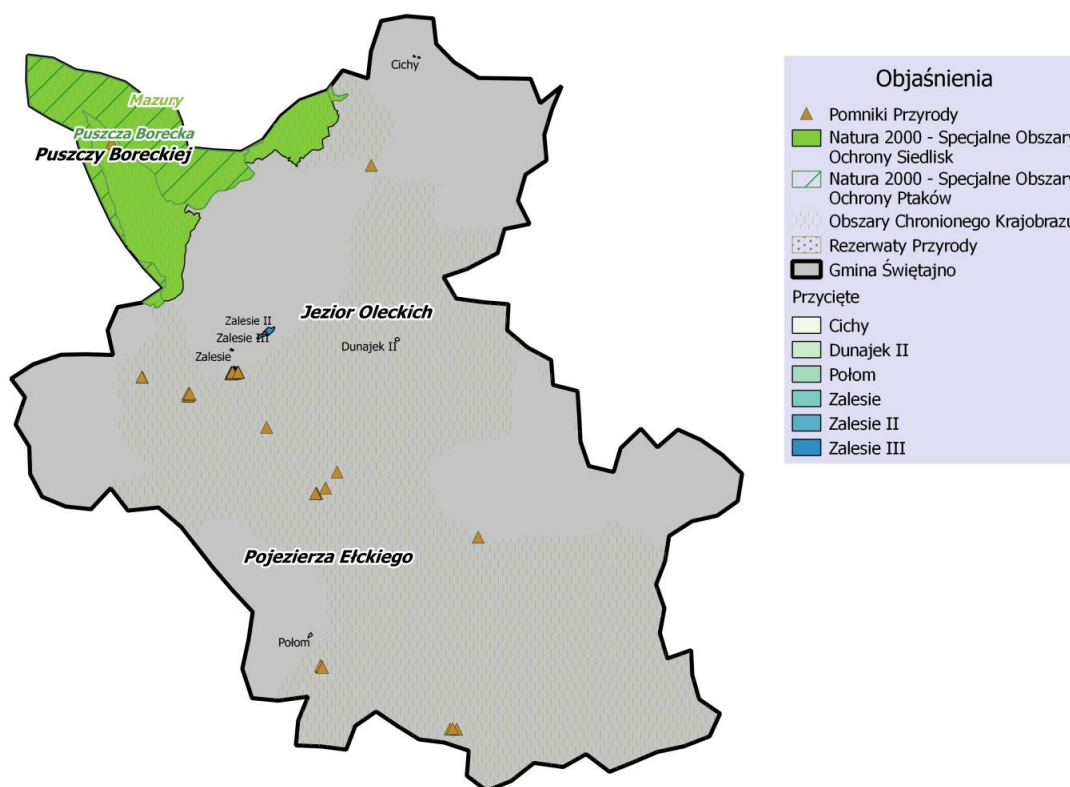 Cichy
Mazury
Puszcza Borecka
Puszczy Boreckiej
Jezior Oleckich
Zalesie II
Zalesie III
Zalesie
Dunajek II
Pojezierza Ełckiego
Połom
Objaśnienia
Pomniki Przyrody
Natura 2000 - Specjalne Obszary
Ochrony Siedlisk
Natura 2000 - Specjalne Obszary
Ochrony Ptaków
Obszary Chronionego Krajobrazu
Rezerwaty Przyrody
Gmina Świętajno
Przycięte
Cichy
Dunajek II
Połom
Zalesie
Zalesie II
Zalesie III